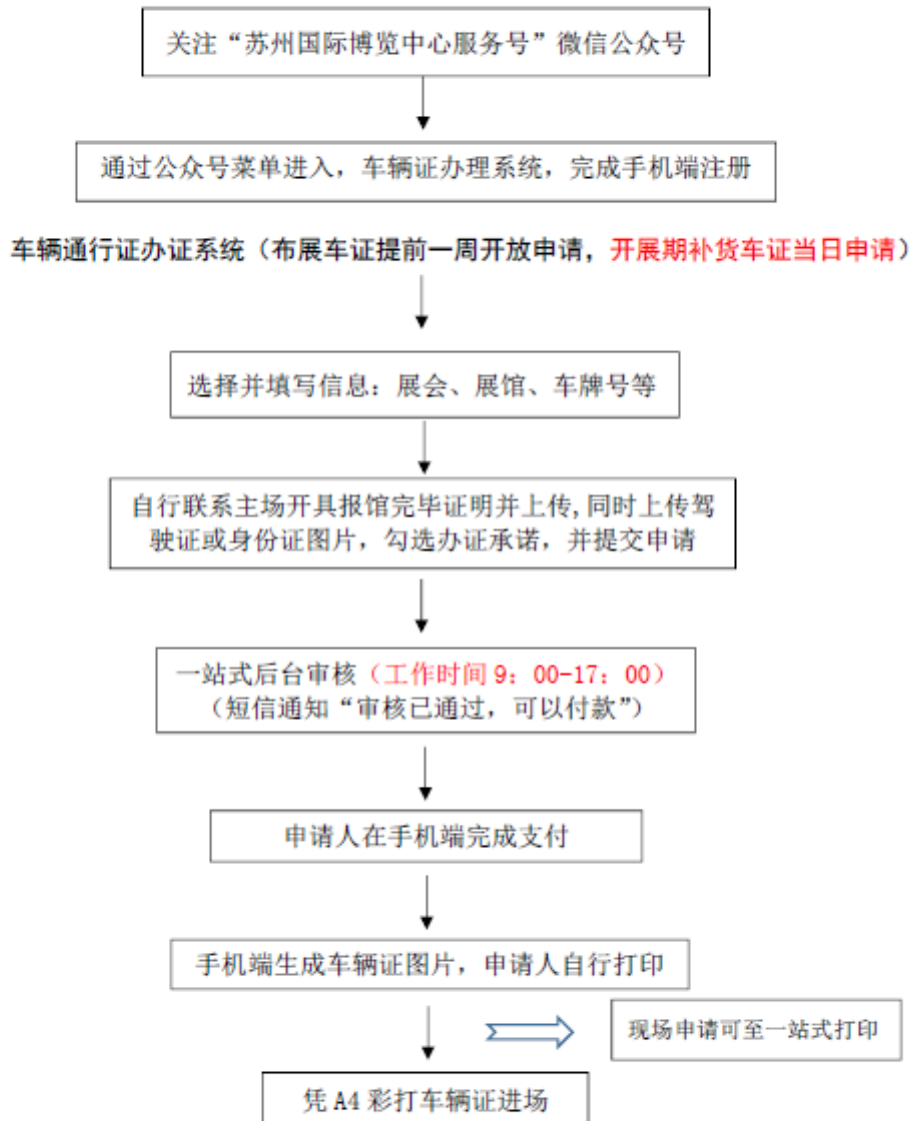 关注“苏州国际博览中心服务号”微信公众号
通过公众号菜单进入，车辆证办理系统，完成手机端注册
车辆通行证办证系统（布展车证提前一周开放申请，开展期补货车证当日申请）
选择并填写信息：展会、展馆、车牌号等
自行联系主场开具报馆完毕证明并上传,同时上传驾
驶证或身份证图片，勾选办证承诺，并提交申请
一站式后台审核（工作时间 9：00-17：00）
（短信通知“审核已通过，可以付款”）
申请人在手机端完成支付
手机端生成车辆证图片，申请人自行打印
现场申请可至一站式打印
凭 A4 彩打车辆证进场